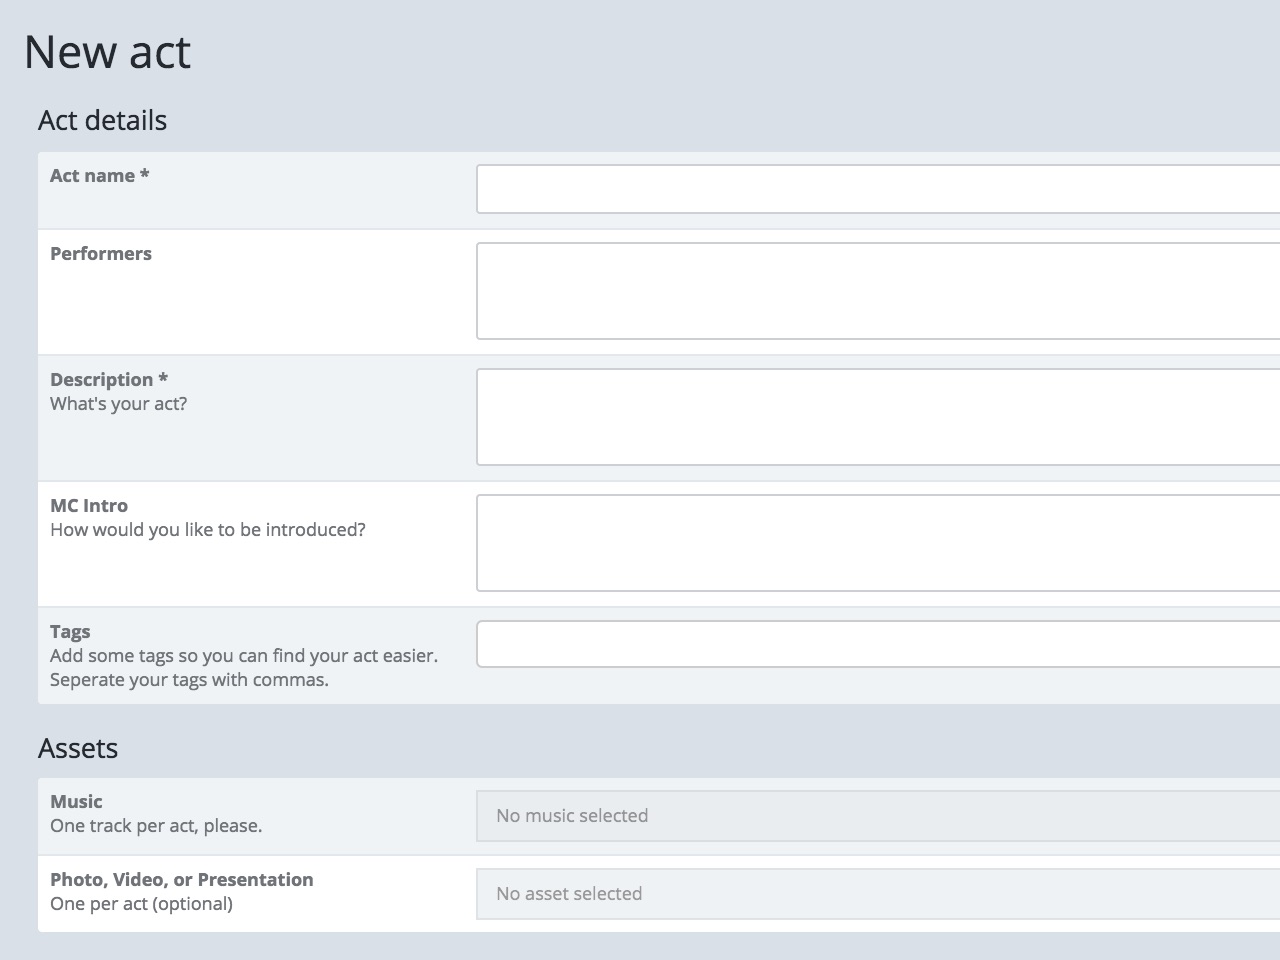 New act
Act details
Act name *
Performers
Description *
What's your act?
MC Intro
How would you like to be introduced?
Tags
Add some tags so you can find your act easier.
Seperate your tags with commas.
Assets
Music
One track per act, please.
No music selected
Photo, Video, or Presentation
One per act (optional)
No asset selected